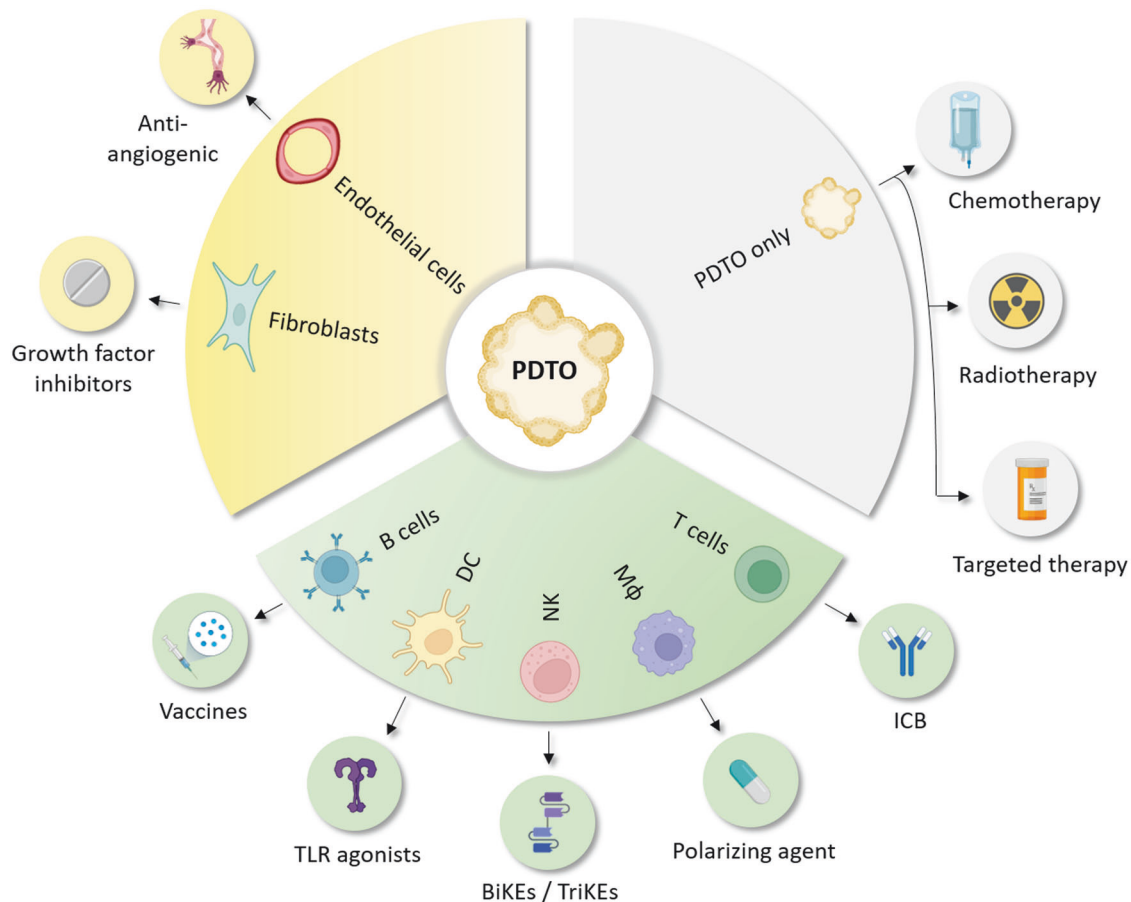 Anti-
angiogenic
Endothelial cells
Growth factor
inhibitors
Fibroblasts
PDTO
PDTO only
Chemotherapy
Radiotherapy
Targeted therapy
B cells
DC
NK
Mϕ
T cells
Vaccines
TLR agonists
BiKEs / TriKEs
Polarizing agent
ICB